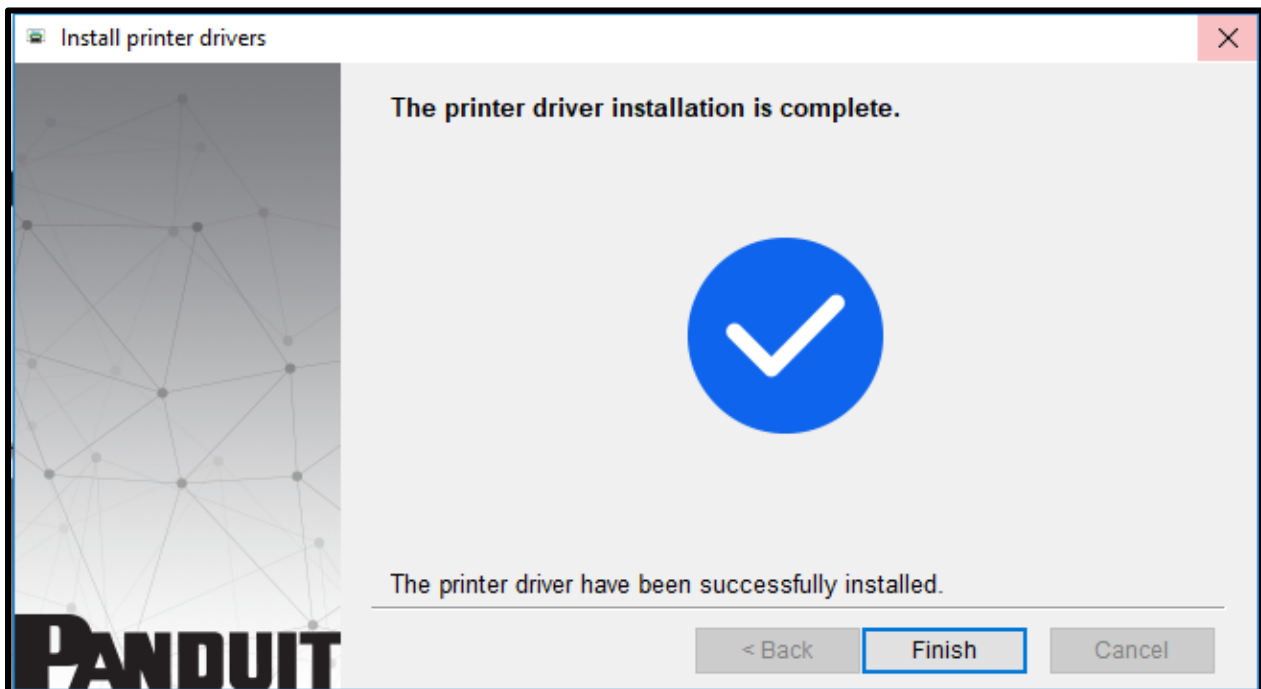 Install printer drivers
The printer driver installation is complete.
The printer driver have been successfully installed.
PANDUIT
< Back
Finish
Cancel